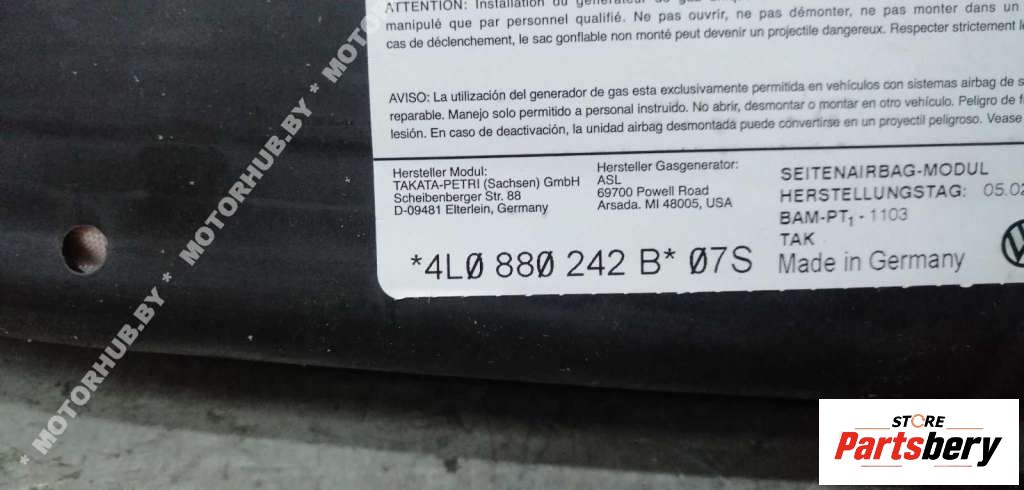 ATTENTION: Installation du générateur de gaz
manipulé que par personnel qualifié. Ne pas ouvrir, ne pas démonter, ne pas monter dans un
cas de déclenchement, le sac gonflable non monté peut devenir un projectile dangereux. Respecter strictement
AVISO: La utilización del generador de gas esta exclusivamente permitida en vehículos con sistemas airbag de
reparable. Manejo solo permitido a personal instruido. No abrir, desmontar o montar en otro vehículo. Peligro de
lesión. En caso de deactivación, la unidad airbag desmontada puede convertirse en un proyectil peligroso. Vease
Hersteller Modul:
TAKATA-PETRI (Sachsen) GmbH
Scheibenberger Str. 88
D-09481 Elterlein, Germany
Hersteller Gasgenerator:
ASL
69700 Powell Road
Arsada. MI 48005, USA
SEITENAIRBAG-MODUL
HERSTELLUNGSTAG: 05.02
BAM-PT1 - 1103
TAK
Made in Germany
*4L0 880 242 B* 07S
* MOTORHUB.BY * MOTORHUB.BY * MOTORHUB.BY * MOTOR
STORE
Partsbery